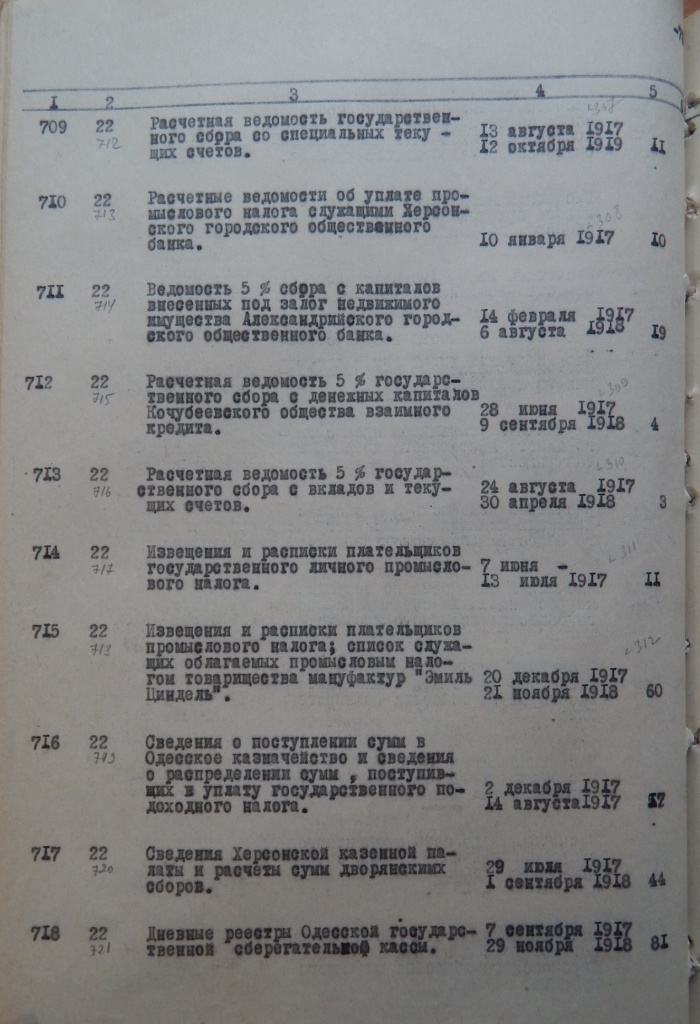 1 2 3 4 5
709 22 Расчетная ведомость государствен-
712 ного сбора со специальных теку - 13 августа 1917
щих счетов. 12 октября 1919 11
710 22 Расчетные ведомости об уплате про-
713 мыслового налога служащими Херсон-
ского городского общественного
банка. 10 января 1917 10
711 22 Ведомость 5 % сбора с капиталов
714 внесенных под залог недвижимого
имущества Александрийского город- 14 февраля 1917
ского общественного банка. 6 августа 1918 19
712 22 Расчетная ведомость 5 % государс-
715 твенного сбора с денежных капиталов
Кочубеевского общества взаимного 28 июня 1917
кредита. 9 сентября 1918 4
713 22 Расчетная ведомость 5 % государ-
716 ственного сбора с вкладов и теку- 24 августа 1917
щих счетов. 30 апреля 1918 3
714 22 Извещения и расписки плательщиков
717 государственного личного промысло- 7 июня -
вого налога. 13 июля 1917 11
715 22 Извещения и расписки плательщиков
718 промыслового налога; список служа-
щих облагаемых промысловым нало-
гом товарищества мануфактур "Эмиль 20 декабря 1917
Циндель". 21 ноября 1918 60
716 22 Сведения о поступлении сумм в
719 Одесское казначейство и сведения
о распределении сумм , поступив-
щих в уплату государственного по- 2 декабря 1917
доходного налога. 14 августа1917 17
717 22 Сведения Херсонской казенной па-
720 латы и расчеты сумм дворянскимх 29 июля 1917
сборов. 1 сентября 1918 44
718 22 Дневные реестры Одесской государс- 7 сентября 1917
721 твенной сберегательной кассы. 29 ноября 1918 81